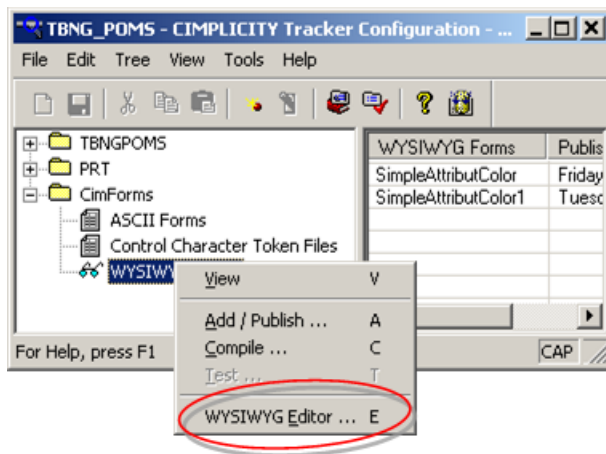 TBNG_POMS - CIMPLICITY Tracker Configuration - ...
File Edit Tree View Tools Help
TBNGPOMS
PRT
CimForms
ASCII Forms
Control Character Token Files
WYSIWY
WYSIWYG Forms Publis
SimpleAttributColor Friday
SimpleAttributColor1 Tuesd
View V
Add / Publish ... A
Compile ... C
Test ... T
WYSIWYG Editor ... E
For Help, press F1 CAP